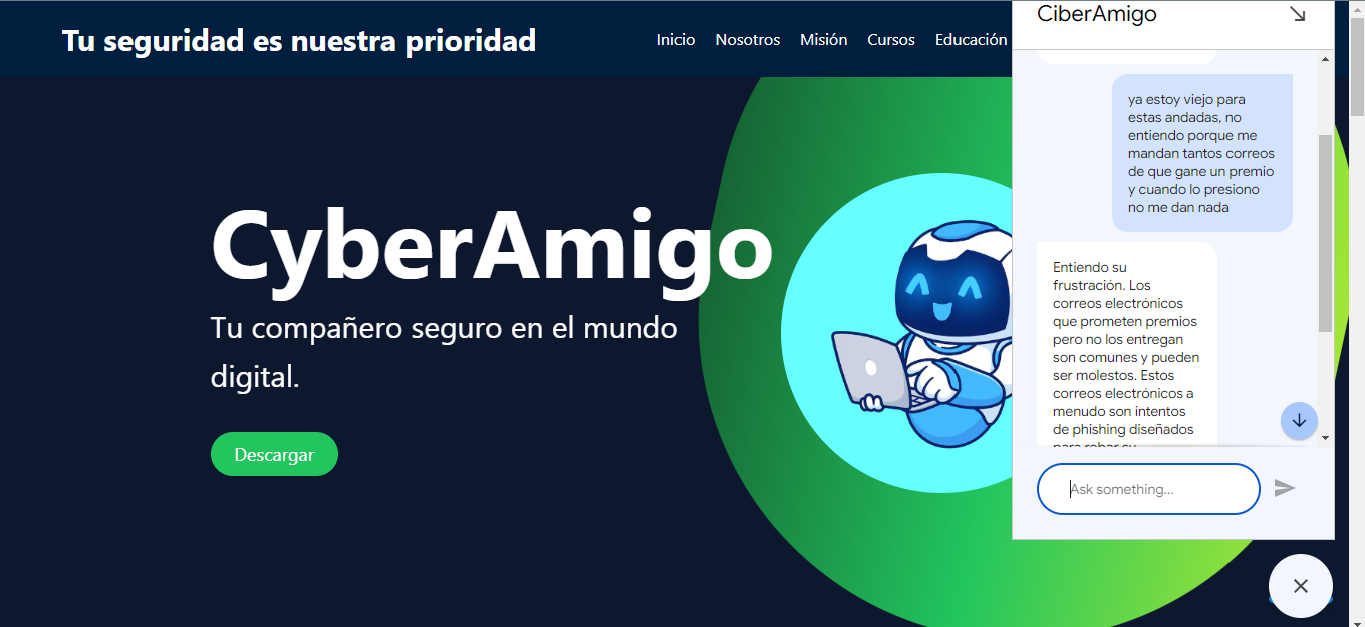 Tu seguridad es nuestra prioridad
Inicio Nosotros Misión Cursos Educación
CyberAmigo
Tu compañero seguro en el mundo
digital.
Descargar
CiberAmigo
ya estoy viejo para
estas andadas, no
entiendo porque me
mandan tantos correos
de que gane un premio
y cuando lo presiono
no me dan nada
Entiendo su
frustración. Los
correos electrónicos
que prometen premios
pero no los entregan
son comunes y pueden
ser molestos. Estos
correos electrónicos a
menudo son intentos
de phishing diseñados
para robar su
Ask something...